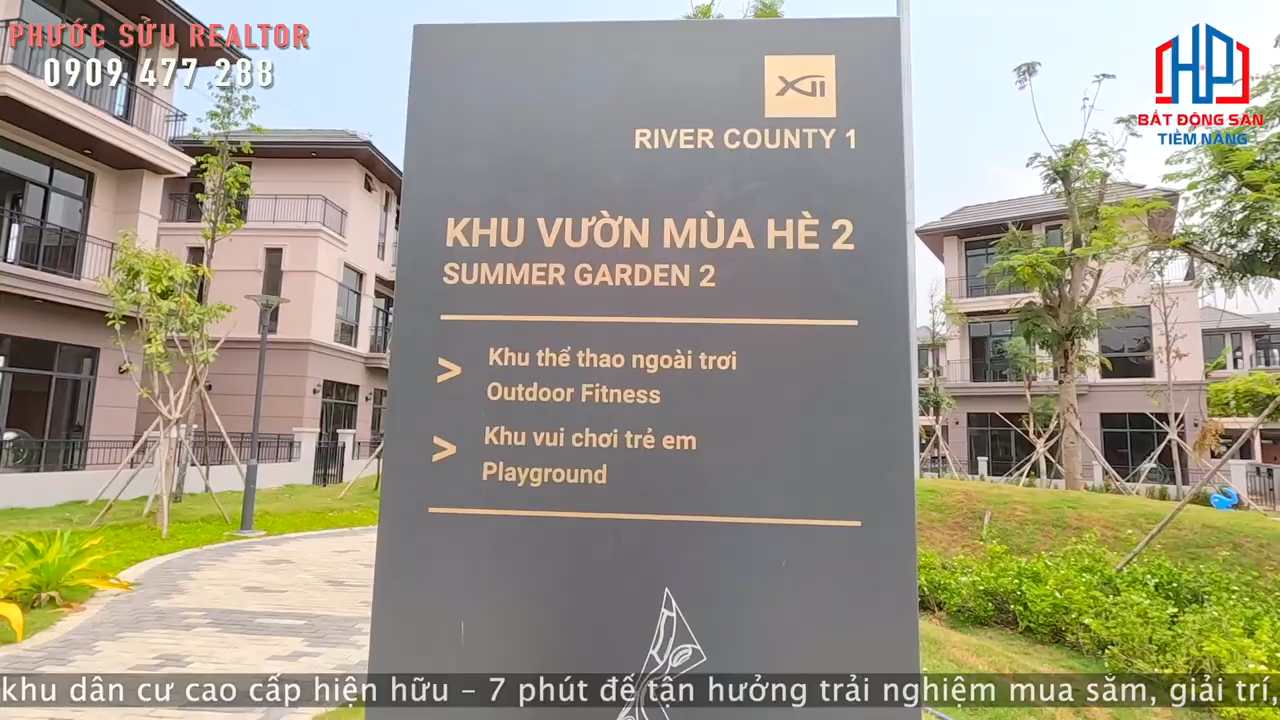 PHƯỚC SỬU REALTOR
0909.477.288
HP
BẤT ĐỘNG SẢN
TIỀM NĂNG
XII
RIVER COUNTY 1
KHU VƯỜN MÙA HÈ 2
SUMMER GARDEN 2
> Khu thể thao ngoài trơi
Outdoor Fitness
> Khu vui chơi trẻ em
Playground
khu dân cư cao cấp hiện hữu – 7 phút để tận hưởng trải nghiệm mua sắm, giải trí,